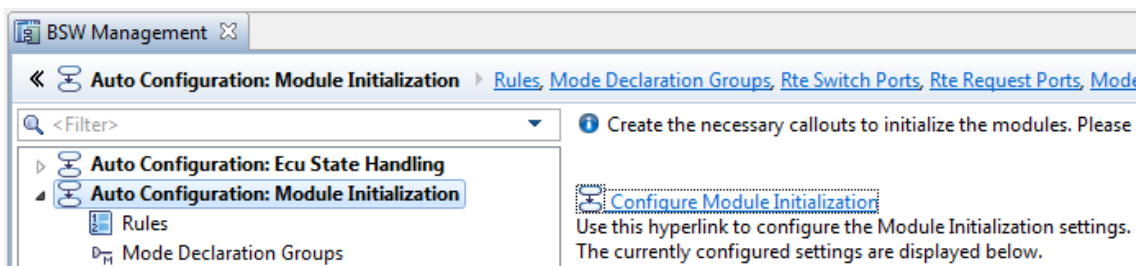 BSW Management
Auto Configuration: Module Initialization Rules, Mode Declaration Groups, Rte Switch Ports, Rte Request Ports, Mode
<Filter>
Create the necessary callouts to initialize the modules. Please
Auto Configuration: Ecu State Handling
Auto Configuration: Module Initialization
Rules
Mode Declaration Groups
Configure Module Initialization
Use this hyperlink to configure the Module Initialization settings.
The currently configured settings are displayed below.